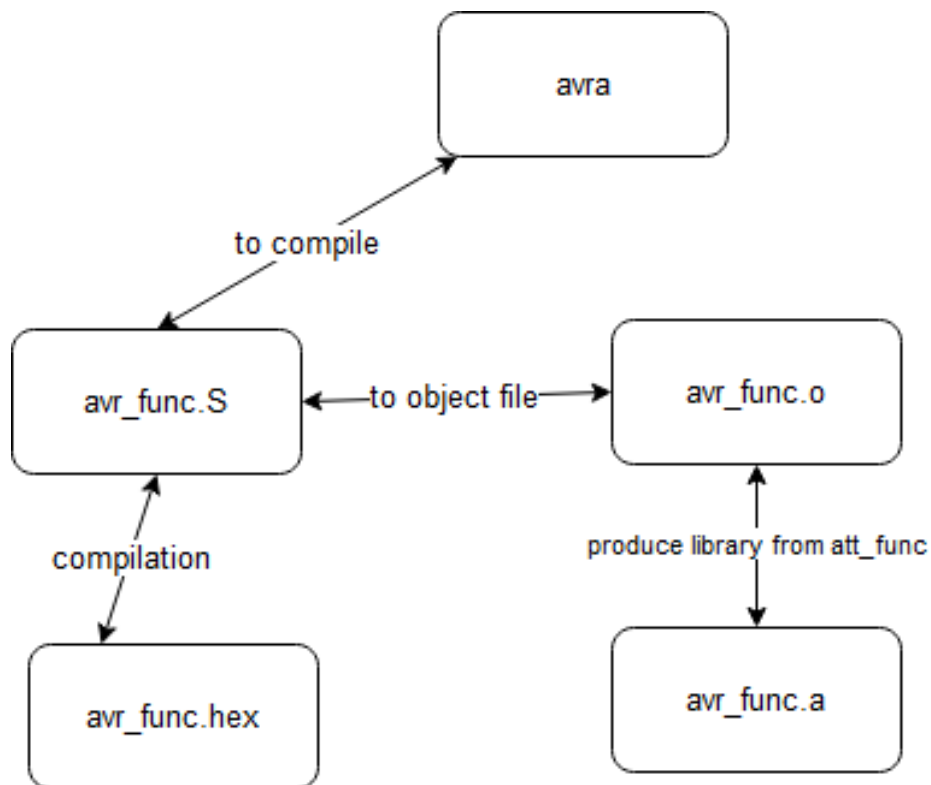 avra
to compile
avr_func.S
to object file
avr_func.o
compilation
produce library from att_func
avr_func.hex
avr_func.a